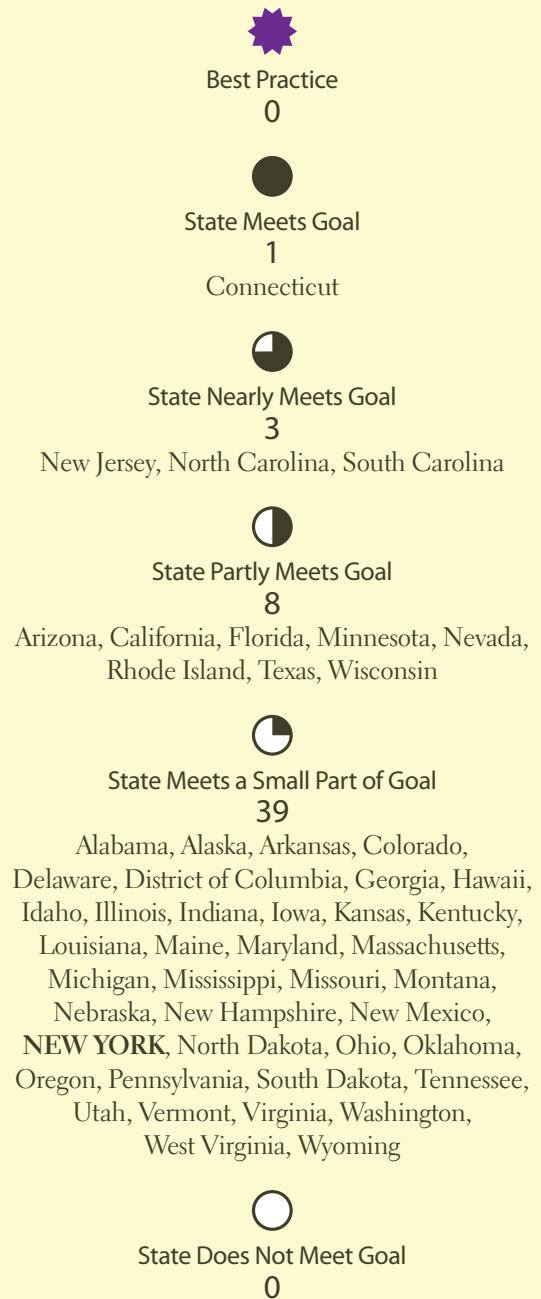 Best Practice
0
State Meets Goal
1
Connecticut
State Nearly Meets Goal
3
New Jersey, North Carolina, South Carolina
State Partly Meets Goal
8
Arizona, California, Florida, Minnesota, Nevada,
Rhode Island, Texas, Wisconsin
State Meets a Small Part of Goal
39
Alabama, Alaska, Arkansas, Colorado,
Delaware, District of Columbia, Georgia, Hawaii,
Idaho, Illinois, Indiana, Iowa, Kansas, Kentucky,
Louisiana, Maine, Maryland, Massachusetts,
Michigan, Mississippi, Missouri, Montana,
Nebraska, New Hampshire, New Mexico,
NEW YORK, North Dakota, Ohio, Oklahoma,
Oregon, Pennsylvania, South Dakota, Tennessee,
Utah, Vermont, Virginia, Washington,
West Virginia, Wyoming
State Does Not Meet Goal
0